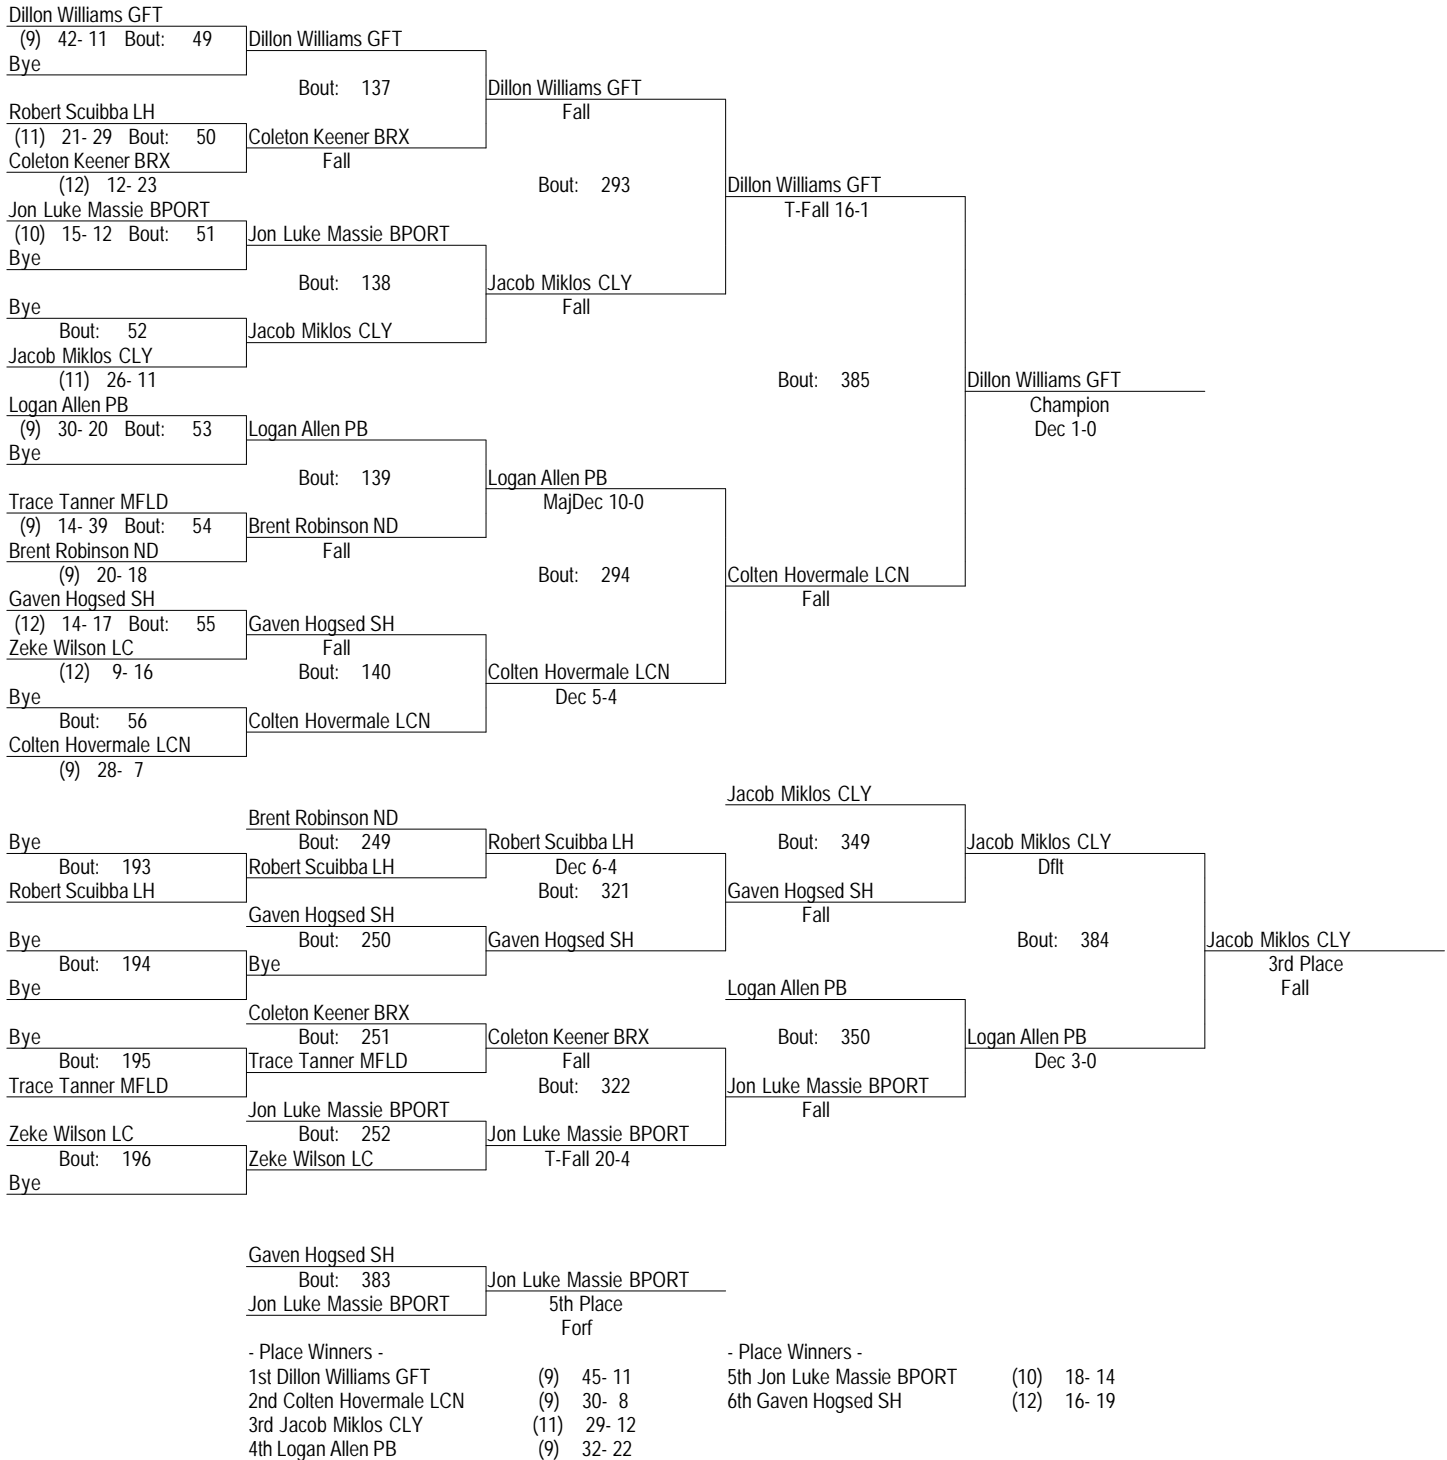 Dillon Williams GFT
(9) 42- 11 Bout: 49 Dillon Williams GFT
Bye
Bout: 137 Dillon Williams GFT
Robert Scuibba LH Fall
(11) 21- 29 Bout: 50 Coleton Keener BRX
Coleton Keener BRX Fall
(12) 12- 23 Bout: 293 Dillon Williams GFT
Jon Luke Massie BPORT T-Fall 16-1
(10) 15- 12 Bout: 51 Jon Luke Massie BPORT
Bye
Bout: 138 Jacob Miklos CLY
Bye Fall
Bout: 52 Jacob Miklos CLY
Jacob Miklos CLY
(11) 26- 11 Bout: 385 Dillon Williams GFT
Logan Allen PB Champion
(9) 30- 20 Bout: 53 Logan Allen PB Dec 1-0
Bye
Bout: 139 Logan Allen PB
Trace Tanner MFLD MajDec 10-0
(9) 14- 39 Bout: 54 Brent Robinson ND
Brent Robinson ND Fall
(9) 20- 18 Bout: 294 Colten Hovermale LCN
Gaven Hogsed SH Fall
(12) 14- 17 Bout: 55 Gaven Hogsed SH
Zeke Wilson LC Fall
(12) 9- 16 Bout: 140 Colten Hovermale LCN
Bye Dec 5-4
Bout: 56 Colten Hovermale LCN
Colten Hovermale LCN
(9) 28- 7
Jacob Miklos CLY
Brent Robinson ND
Bye Bout: 249 Robert Scuibba LH Bout: 349 Jacob Miklos CLY
Bout: 193 Robert Scuibba LH Dec 6-4 Dflt
Robert Scuibba LH Bout: 321 Gaven Hogsed SH
Gaven Hogsed SH Fall
Bye Bout: 250 Gaven Hogsed SH Bout: 384 Jacob Miklos CLY
Bout: 194 Bye 3rd Place
Bye Logan Allen PB Fall
Coleton Keener BRX
Bye Bout: 251 Coleton Keener BRX Bout: 350 Logan Allen PB
Bout: 195 Trace Tanner MFLD Fall Dec 3-0
Trace Tanner MFLD Bout: 322 Jon Luke Massie BPORT
Jon Luke Massie BPORT Fall
Zeke Wilson LC Bout: 252 Jon Luke Massie BPORT
Bout: 196 Zeke Wilson LC T-Fall 20-4
Bye
Gaven Hogsed SH
Bout: 383 Jon Luke Massie BPORT
Jon Luke Massie BPORT 5th Place
Forf
- Place Winners - - Place Winners -
1st Dillon Williams GFT (9) 45- 11 5th Jon Luke Massie BPORT (10) 18- 14
2nd Colten Hovermale LCN (9) 30- 8 6th Gaven Hogsed SH (12) 16- 19
3rd Jacob Miklos CLY (11) 29- 12
4th Logan Allen PB (9) 32- 22